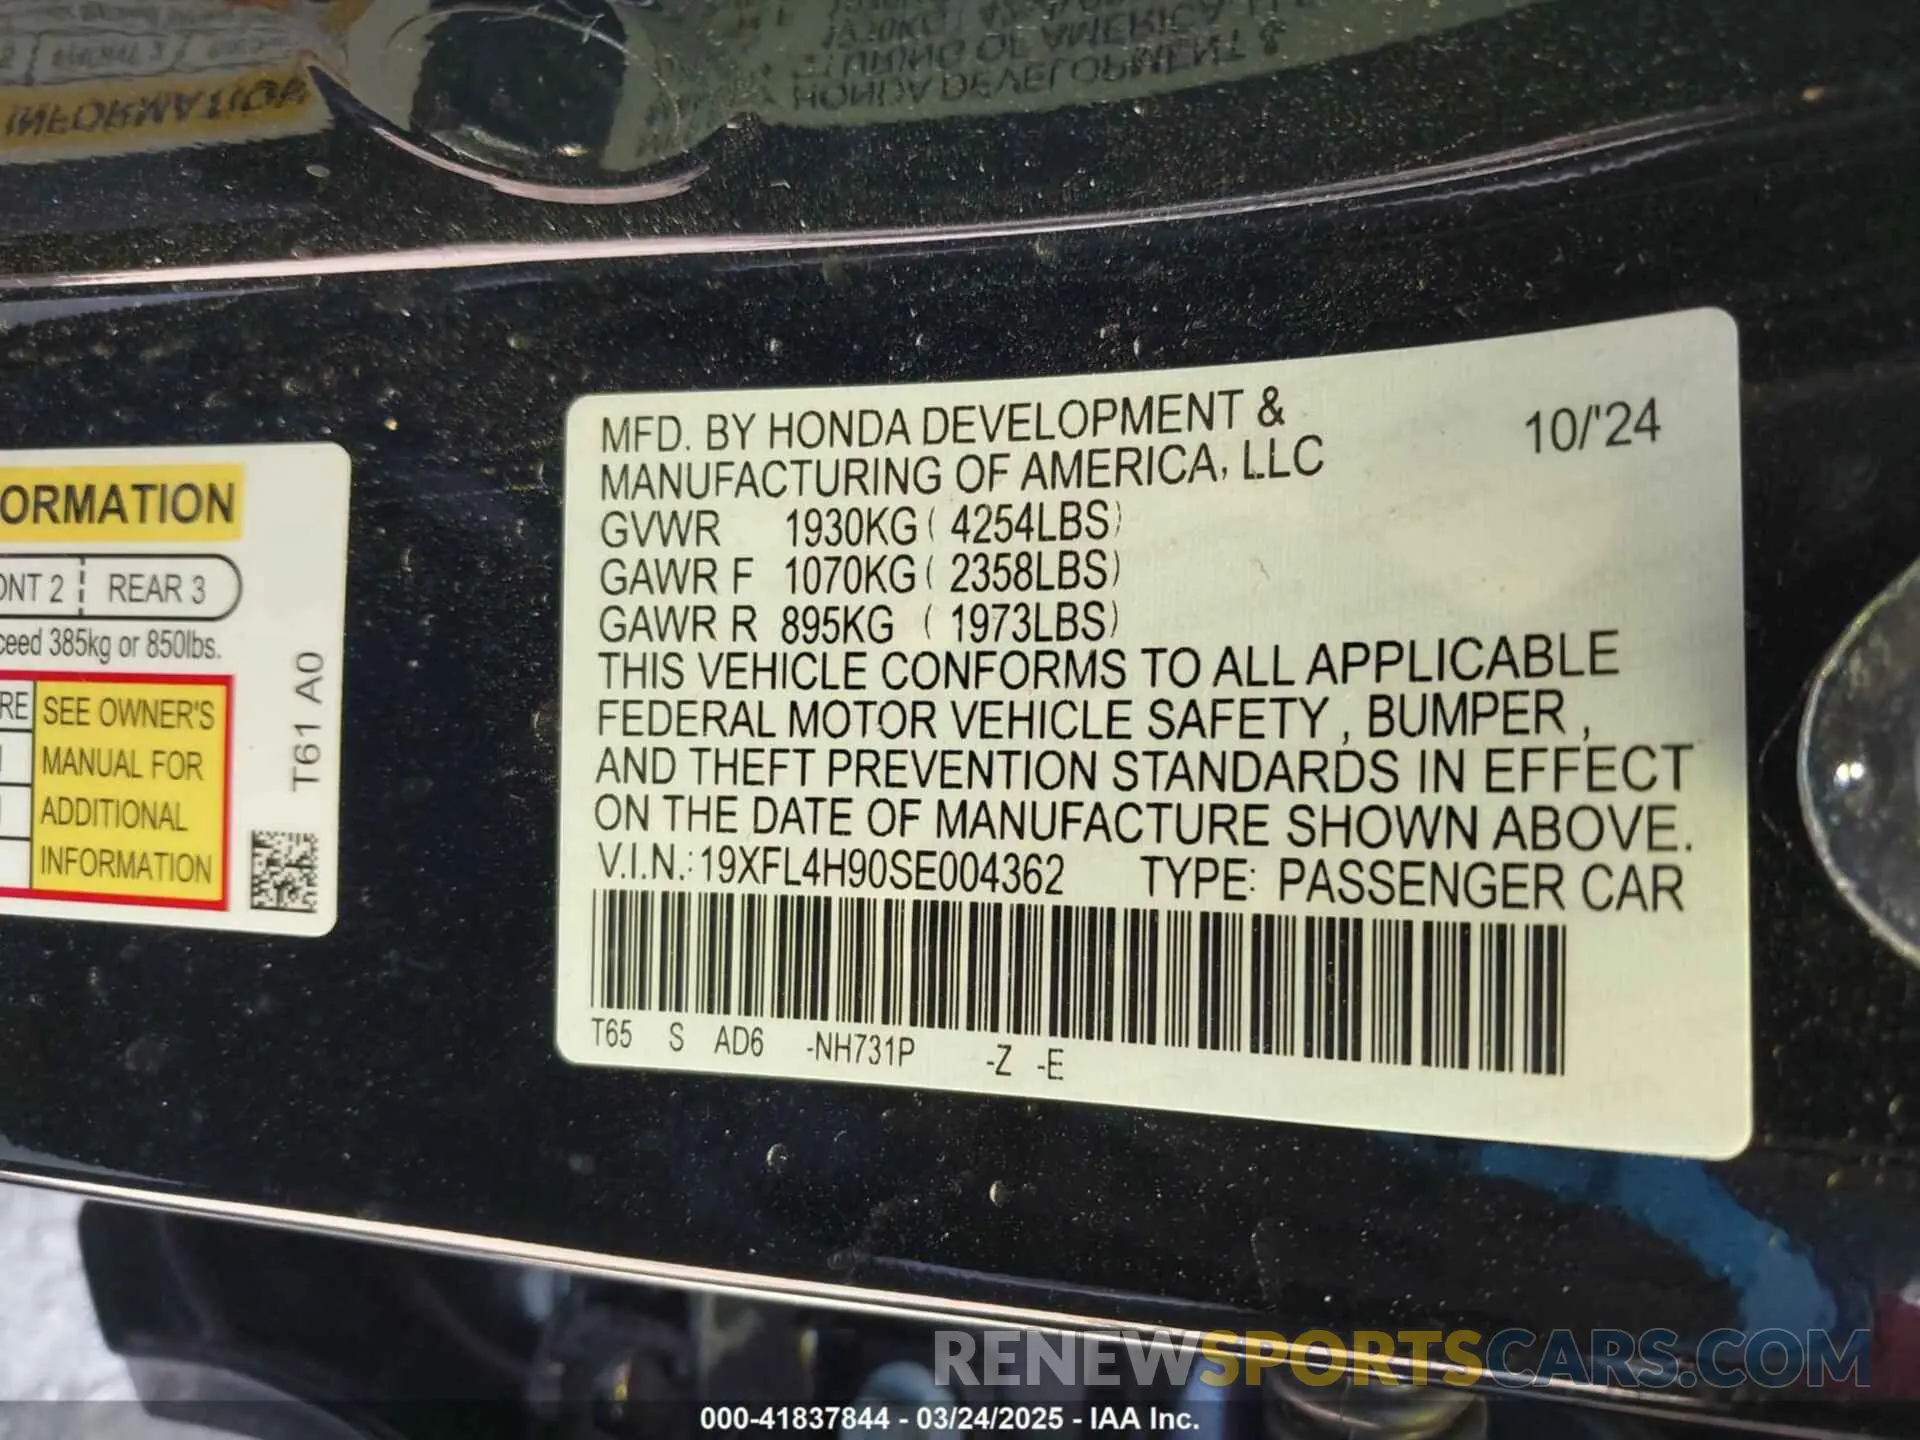 ORMATION
ONT 2 REAR 3
ceed 385kg or 850lbs.
RE
SEE OWNER'S
MANUAL FOR
ADDITIONAL
INFORMATION
T61 A0
MFD. BY HONDA DEVELOPMENT & 10/'24
MANUFACTURING OF AMERICA, LLC
GVWR 1930KG ( 4254LBS)
GAWR F 1070KG ( 2358LBS)
GAWR R 895KG ( 1973LBS)
THIS VEHICLE CONFORMS TO ALL APPLICABLE
FEDERAL MOTOR VEHICLE SAFETY , BUMPER ,
AND THEFT PREVENTION STANDARDS IN EFFECT
ON THE DATE OF MANUFACTURE SHOWN ABOVE.
V.I.N.: 19XFL4H90SE004362 TYPE: PASSENGER CAR
T65 S AD6 -NH731P -Z -E
RENEWSPORTSCARS.COM
000-41837844 - 03/24/2025 - IAA Inc.